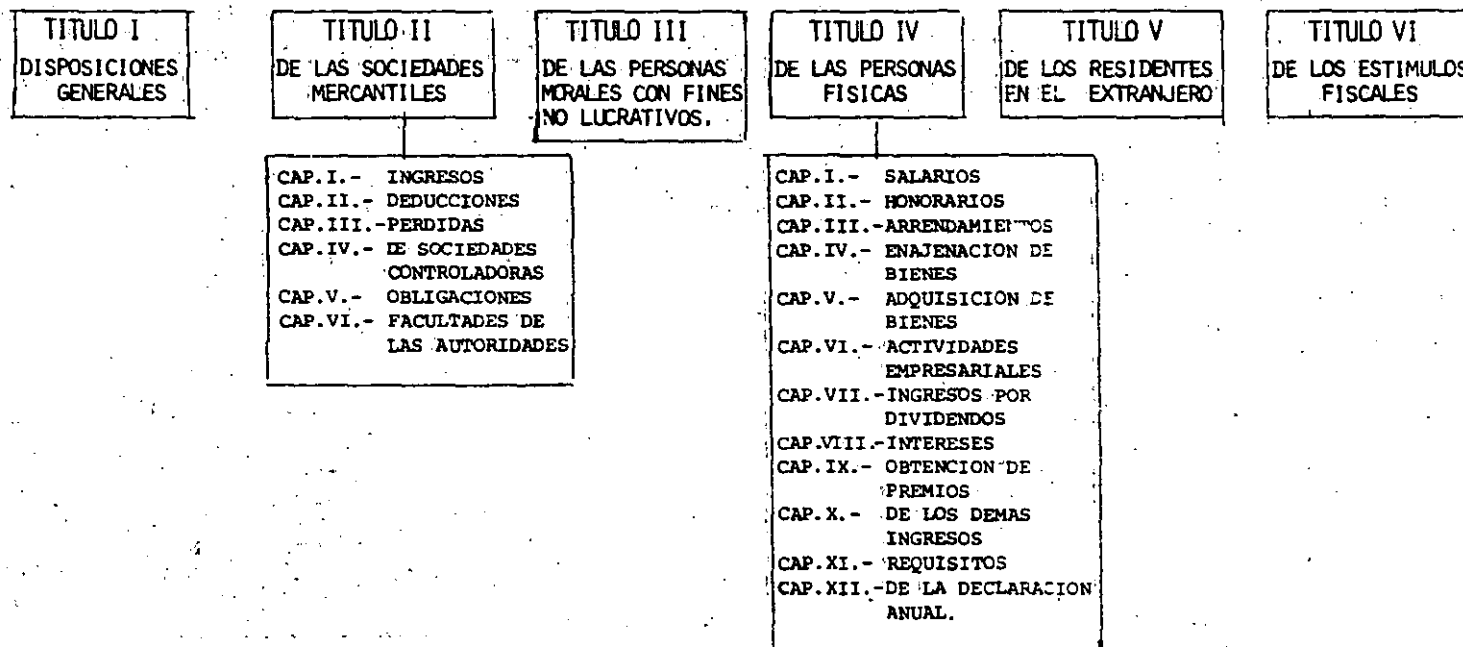 TITULO I
DISPOSICIONES
GENERALES
TITULO II
DE LAS SOCIEDADES
MERCANTILES
TITULO III
DE LAS PERSONAS
MORALES CON FINES
NO LUCRATIVOS.
TITULO IV
DE LAS PERSONAS
FISICAS
TITULO V
DE LOS RESIDENTES
EN EL EXTRANJERO
TITULO VI
DE LOS ESTIMULOS
FISCALES
CAP.I.- INGRESOS
CAP.II.- DEDUCCIONES
CAP.III.-PERDIDAS
CAP.IV.- DE SOCIEDADES
CONTROLADORAS
CAP.V.- OBLIGACIONES
CAP.VI.- FACULTADES DE
LAS AUTORIDADES
CAP.I.- SALARIOS
CAP.II.- HONORARIOS
CAP.III.-ARRENDAMIENTOS
CAP.IV.- ENAJENACION DE
BIENES
CAP.V.- ADQUISICION DE
BIENES
CAP.VI.- ACTIVIDADES
EMPRESARIALES
CAP.VII.-INGRESOS POR
DIVIDENDOS
CAP.VIII.-INTERESES
CAP.IX.- OBTENCION DE
PREMIOS
CAP.X.- DE LOS DEMAS
INGRESOS
CAP.XI.- REQUISITOS
CAP.XII.-DE LA DECLARACION
ANUAL.